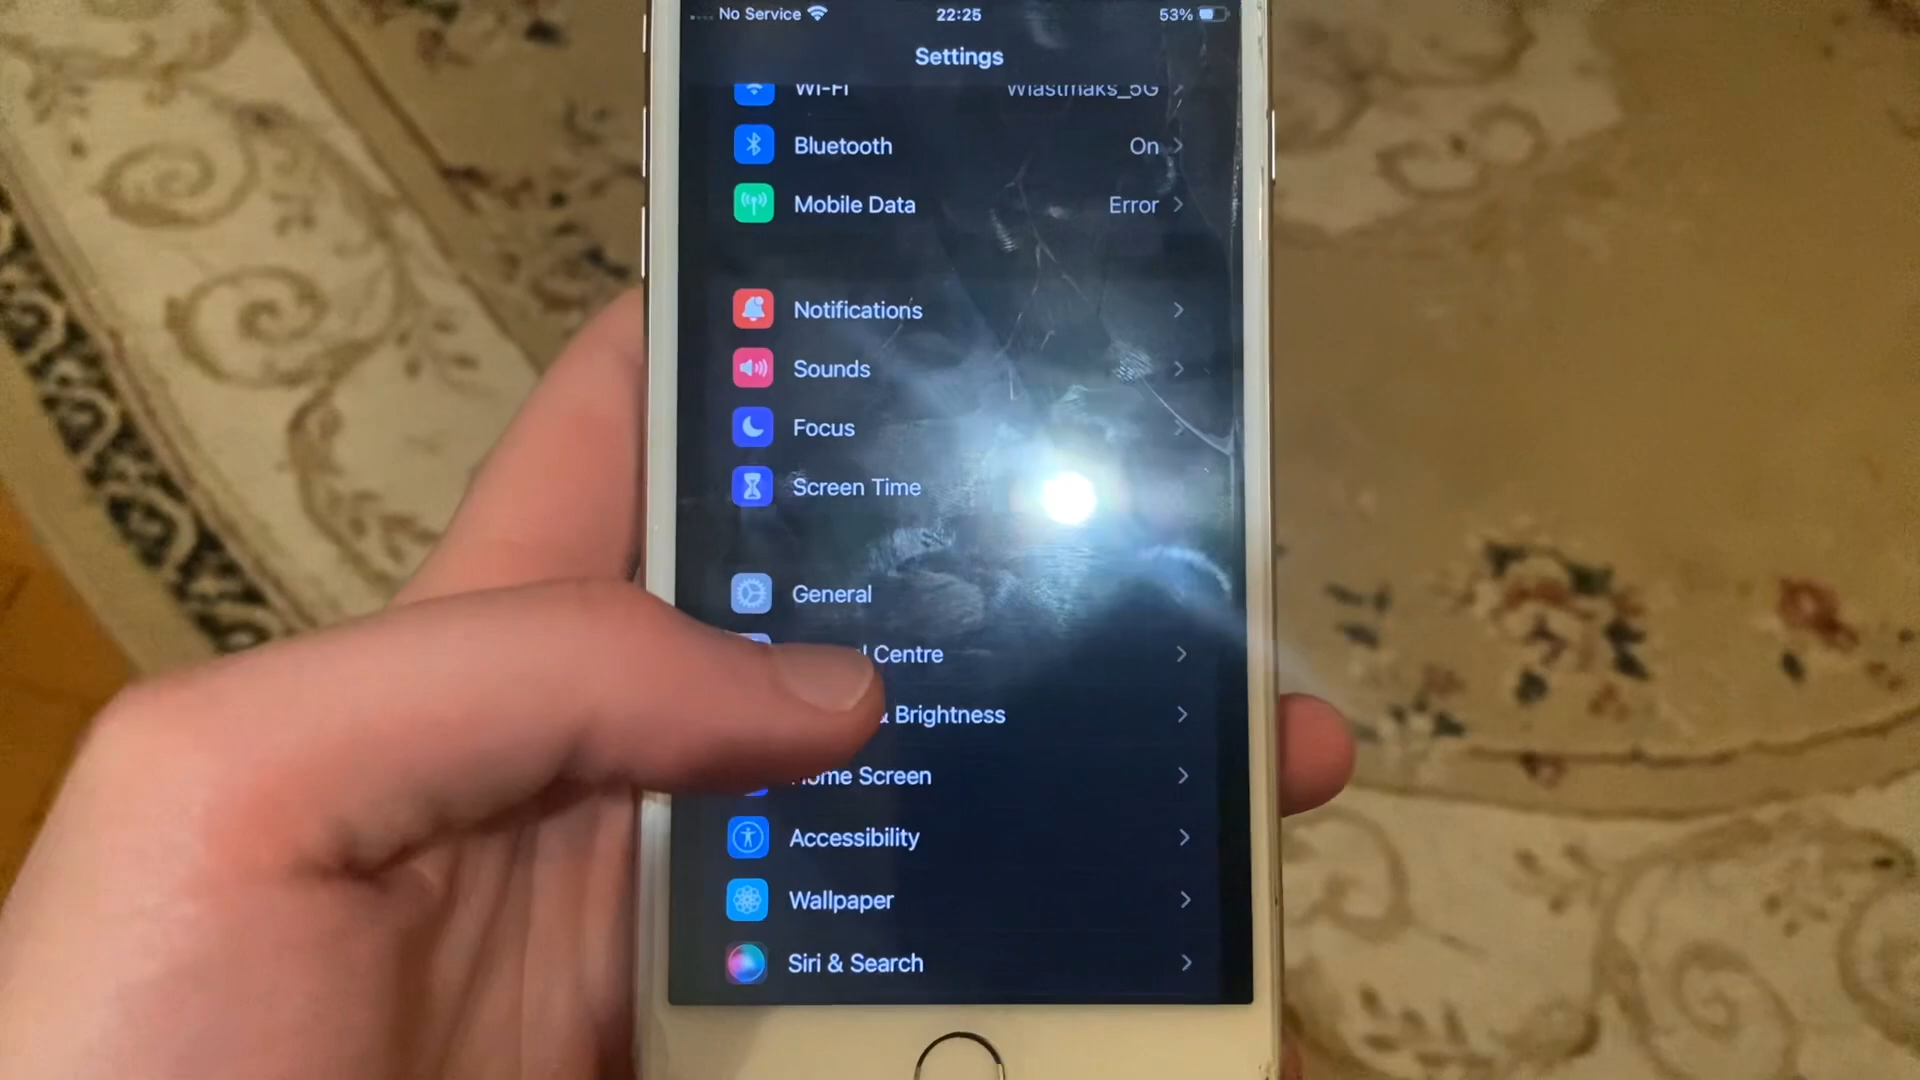 No Service 22:25 53%
Settings
Wi-Fi Wlastmaks_5G
Bluetooth On
Mobile Data Error
Notifications
Sounds
Focus
Screen Time
General
Centre
& Brightness
Home Screen
Accessibility
Wallpaper
Siri & Search